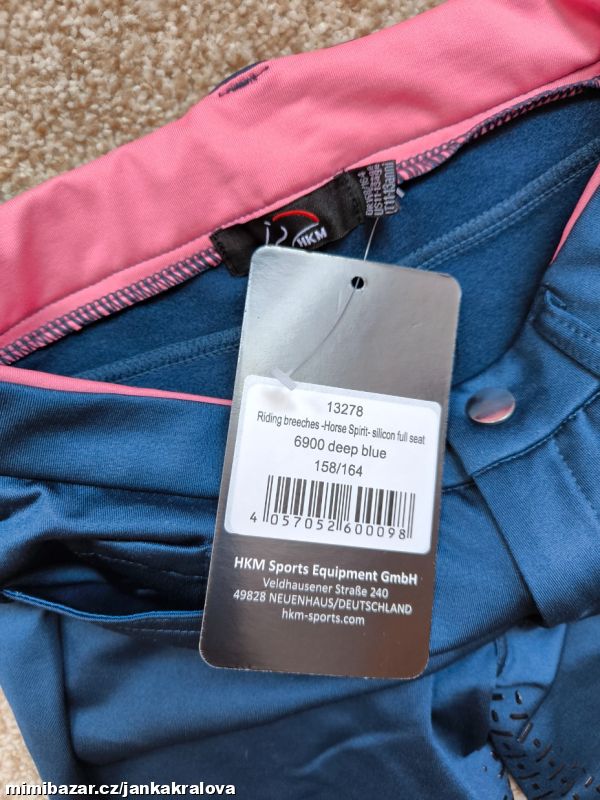 HKM
13278
Riding breeches -Horse Spirit- silicon full seat
6900 deep blue
158/164
4 057052 600098
HKM Sports Equipment GmbH
Veldhausener Straße 240
49828 NEUENHAUS/DEUTSCHLAND
hkm-sports.com
mimibazar.cz/jankakralova